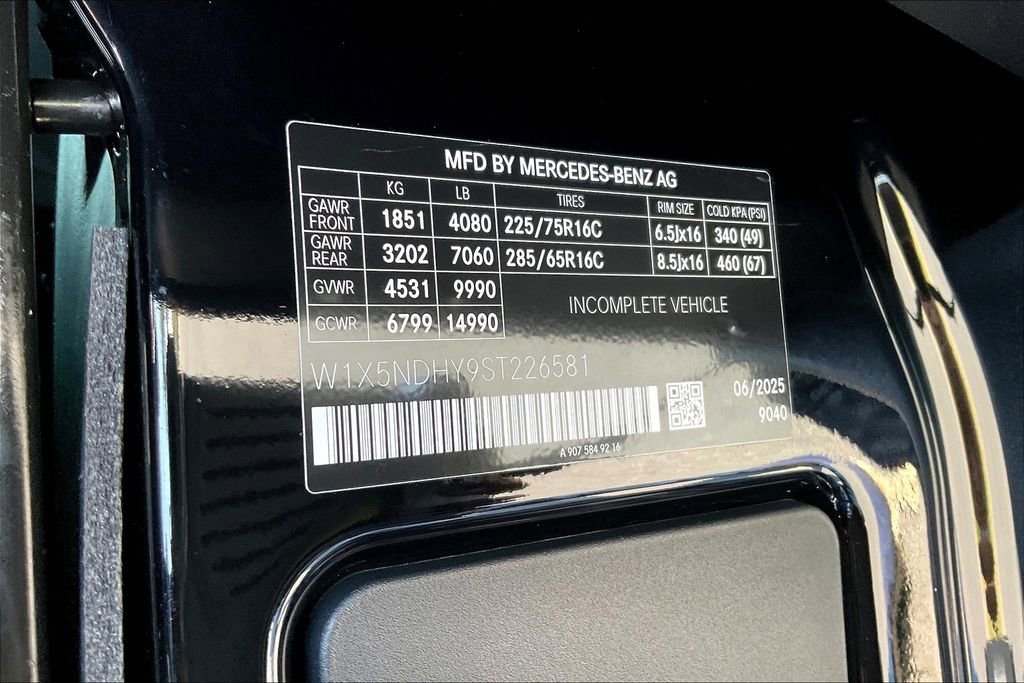 MFD BY MERCEDES-BENZ AG
KG LB TIRES RIM SIZE COLD KPA (PSI)
GAWR FRONT 1851 4080 225/75R16C 6.5Jx16 340 (49)
GAWR REAR 3202 7060 285/65R16C 8.5Jx16 460 (67)
GVWR 4531 9990
INCOMPLETE VEHICLE
GCWR 6799 14990
W1X5NDHY9ST226581
06/2025
9040
A 907 584 92 16